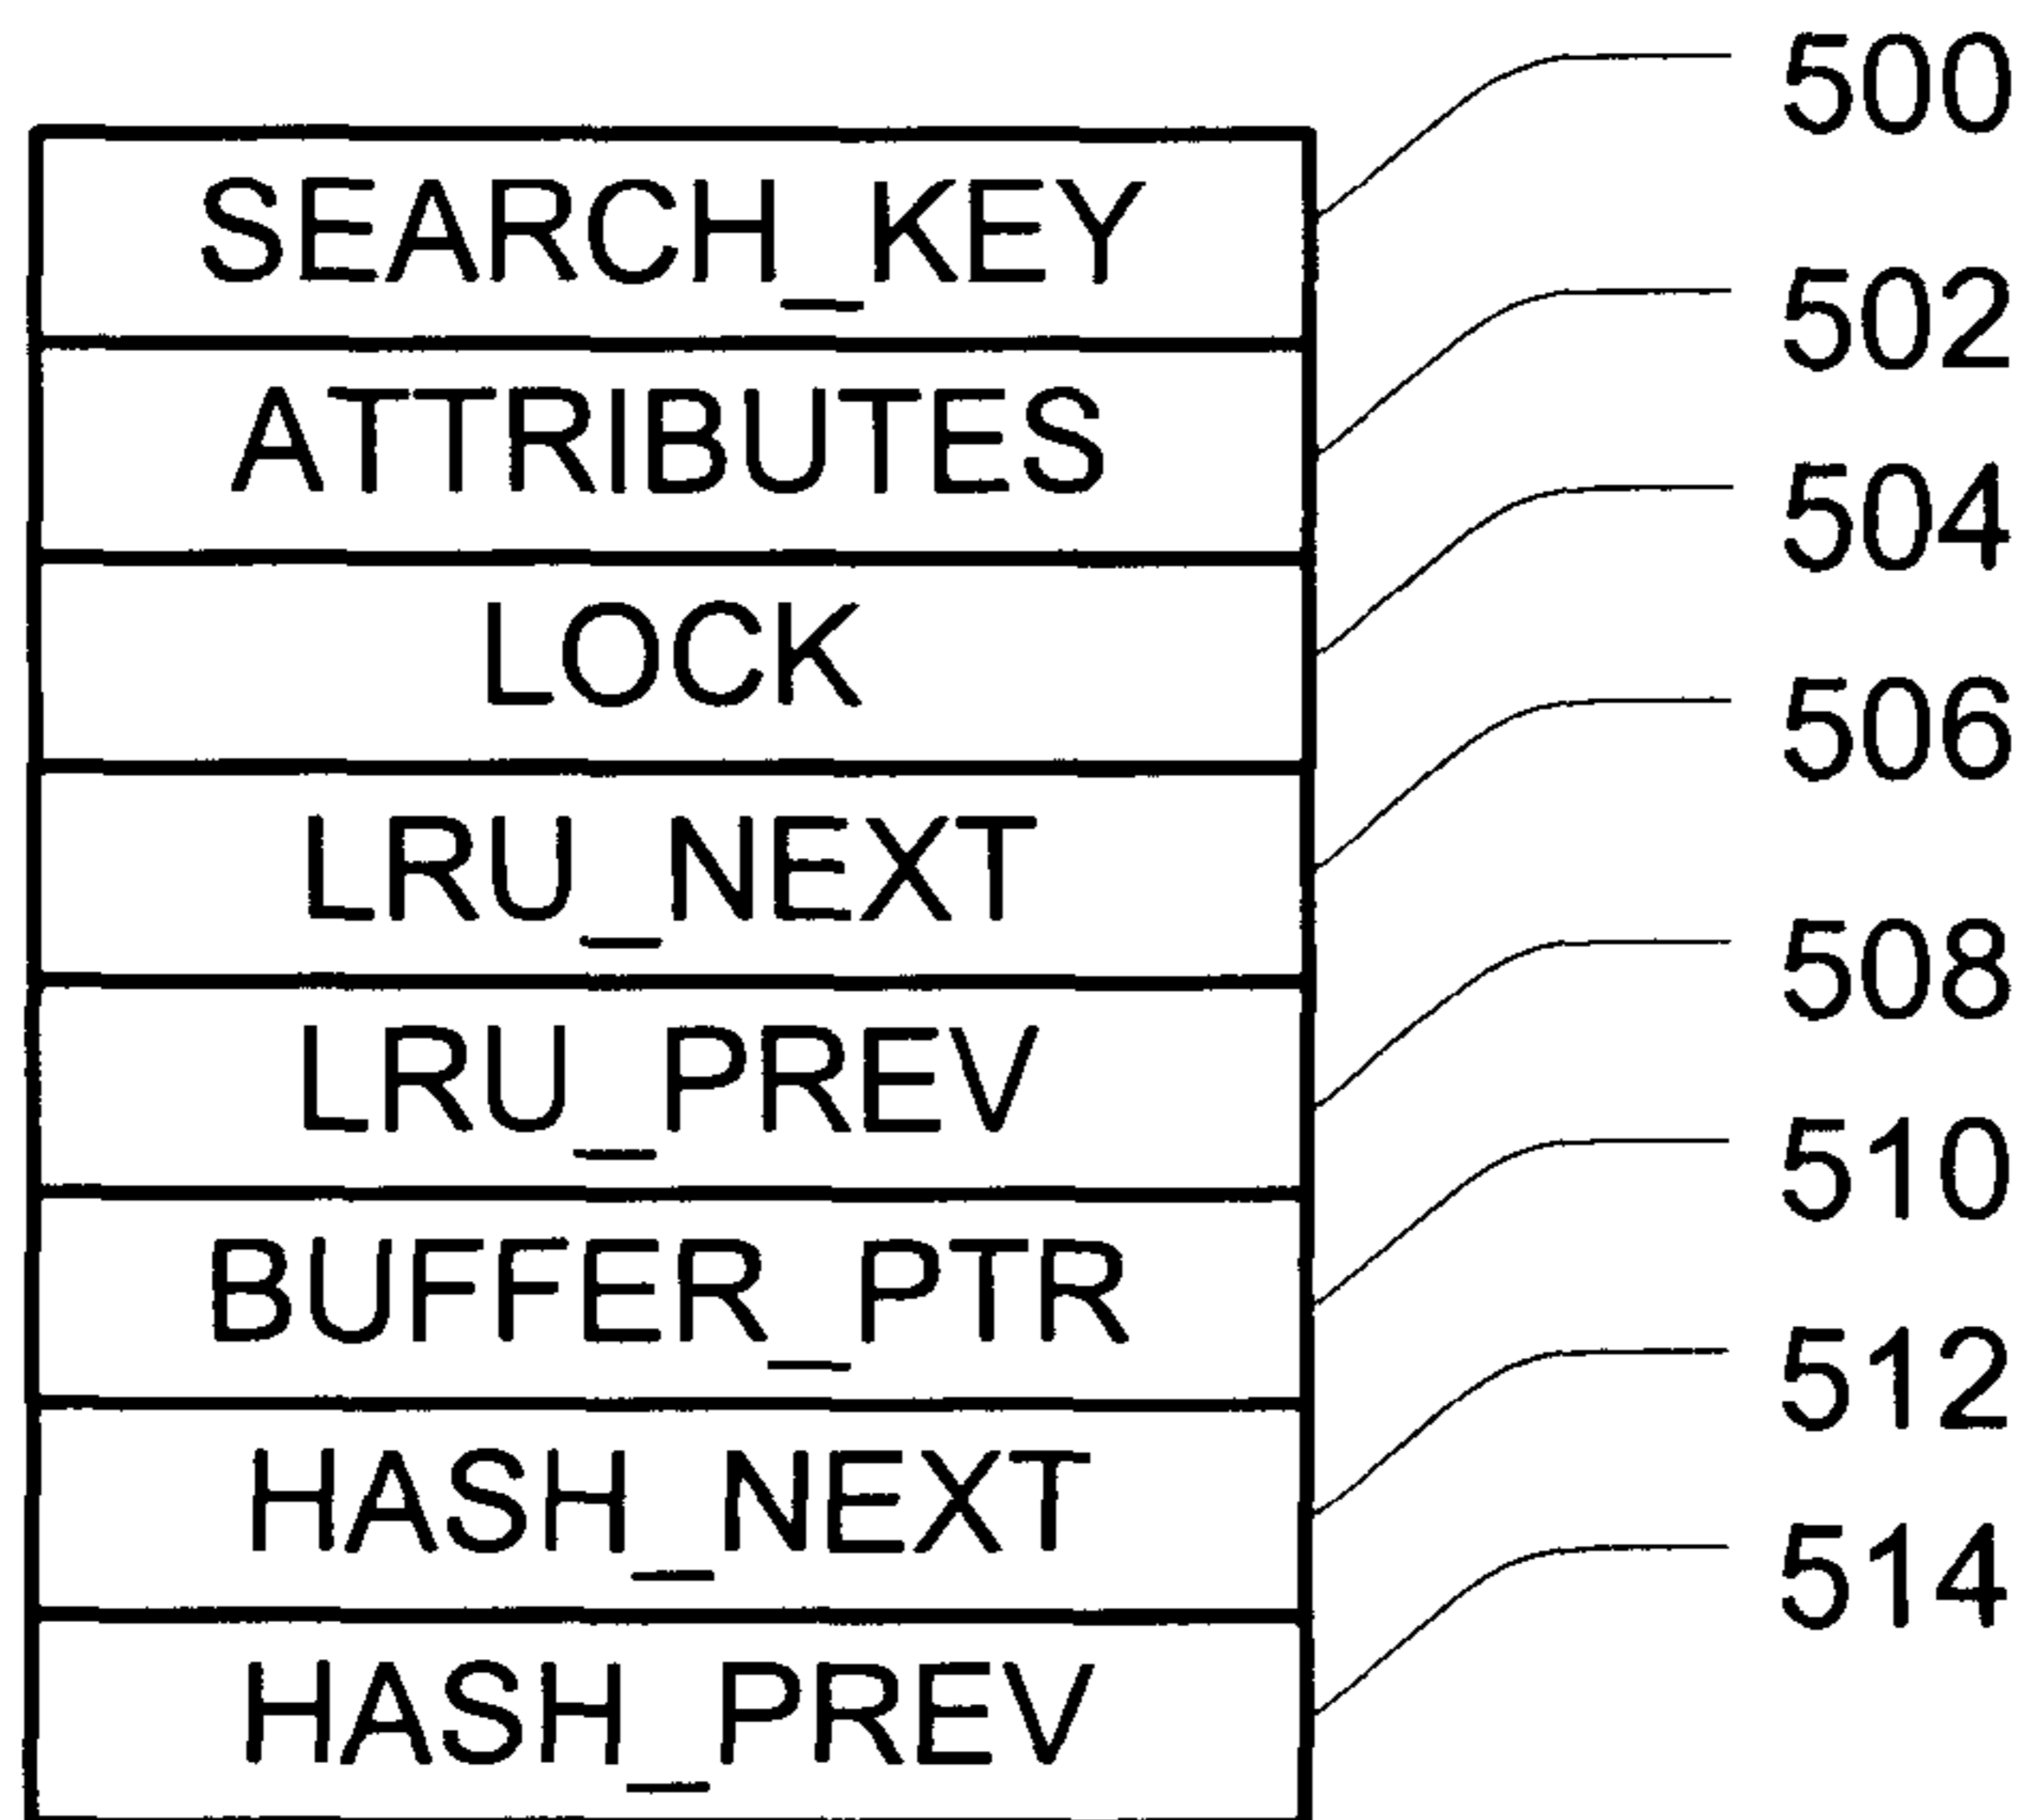 500
SEARCH_KEY
502
ATTRIBUTES
504
LOCK
506
LRU_NEXT
508
LRU_PREV
510
BUFFER_PTR
512
HASH_NEXT
514
HASH_PREV